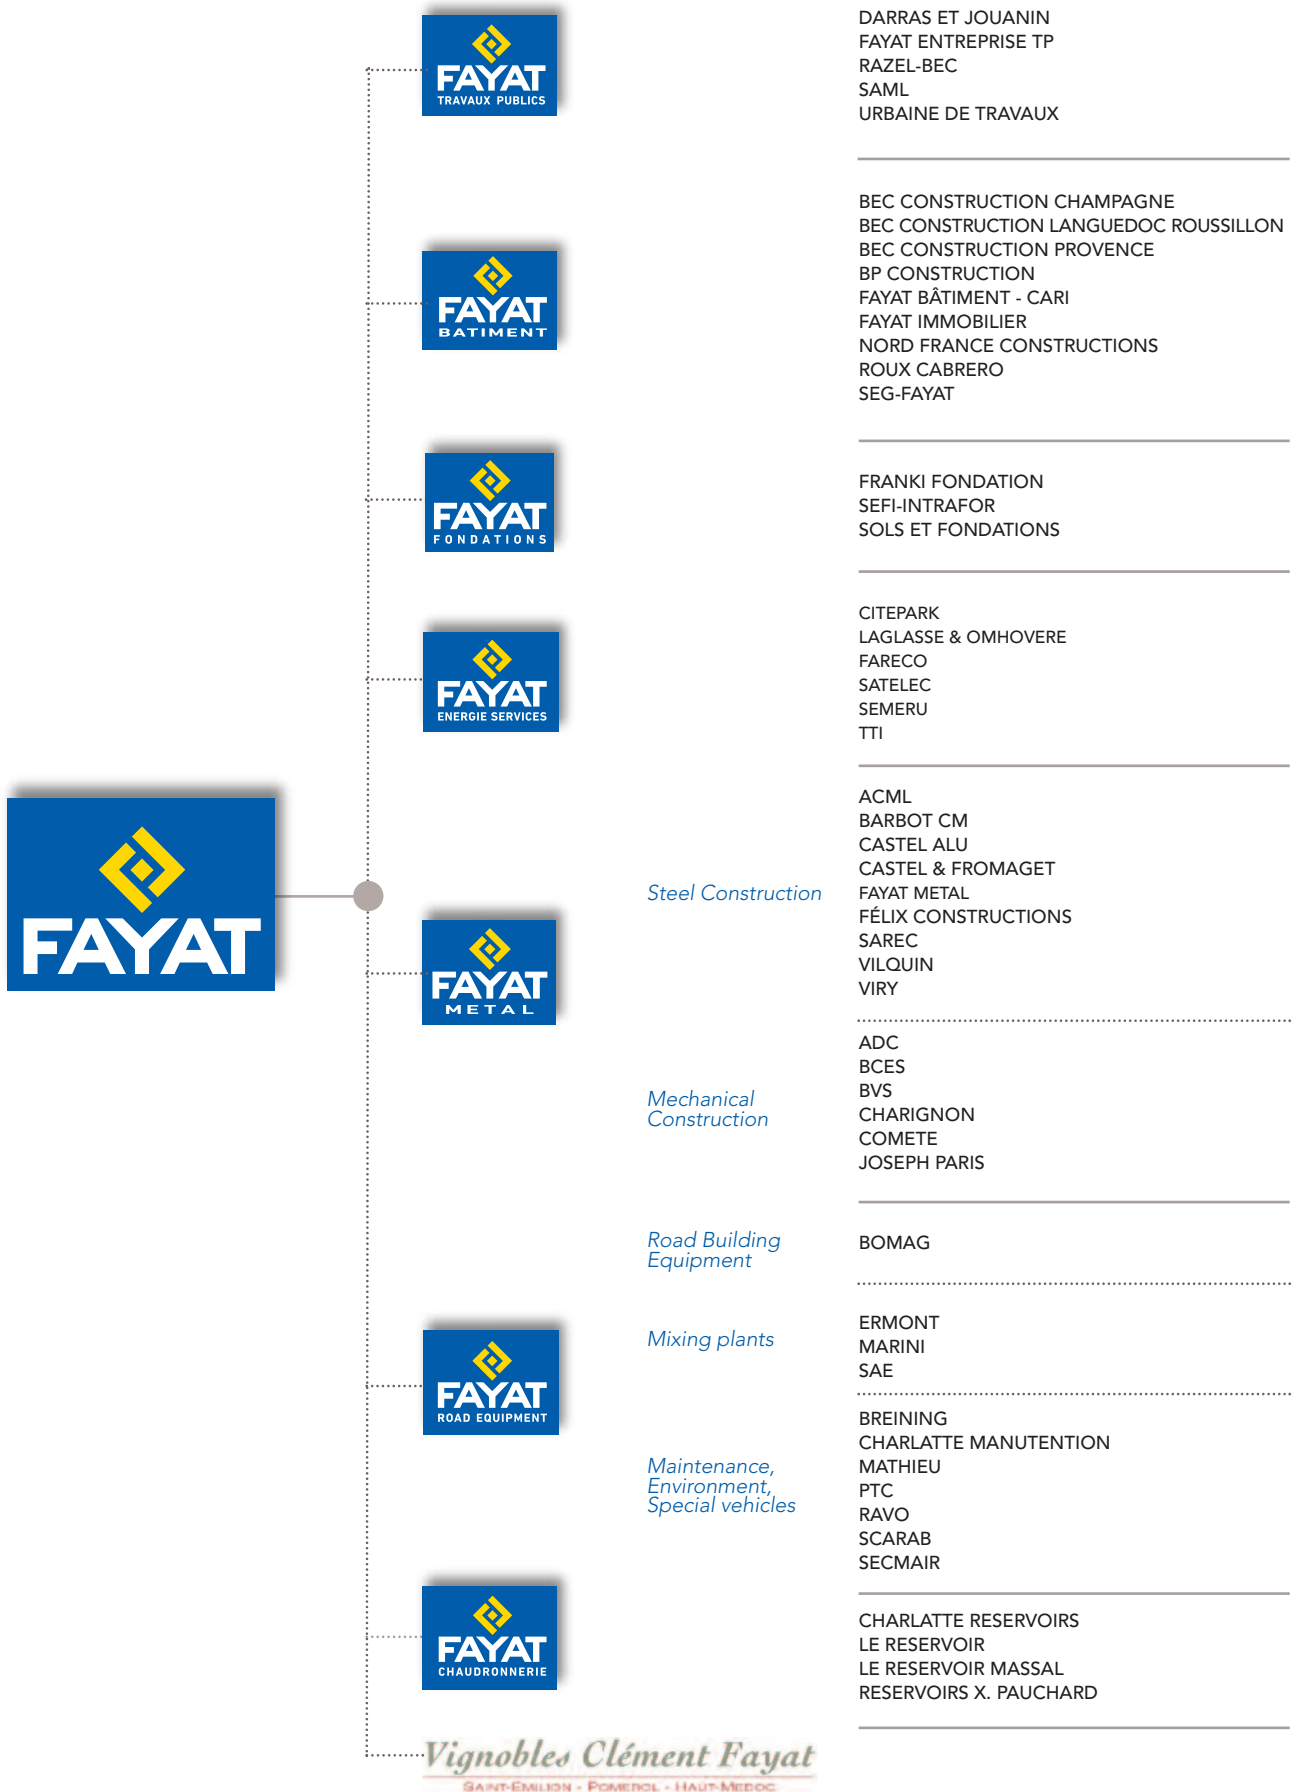 FAYAT
FAYAT
TRAVAUX PUBLICS
DARRAS ET JOUANIN
FAYAT ENTREPRISE TP
RAZEL-BEC
SAML
URBAINE DE TRAVAUX
FAYAT
BATIMENT
BEC CONSTRUCTION CHAMPAGNE
BEC CONSTRUCTION LANGUEDOC ROUSSILLON
BEC CONSTRUCTION PROVENCE
BP CONSTRUCTION
FAYAT BÂTIMENT - CARI
FAYAT IMMOBILIER
NORD FRANCE CONSTRUCTIONS
ROUX CABRERO
SEG-FAYAT
FAYAT
FONDATIONS
FRANKI FONDATION
SEFI-INTRAFOR
SOLS ET FONDATIONS
FAYAT
ENERGIE SERVICES
CITEPARK
LAGLASSE & OMHOVERE
FARECO
SATELEC
SEMERU
TTI
FAYAT
METAL
Steel Construction
ACML
BARBOT CM
CASTEL ALU
CASTEL & FROMAGET
FAYAT METAL
FÉLIX CONSTRUCTIONS
SAREC
VILQUIN
VIRY
Mechanical
Construction
ADC
BCES
BVS
CHARIGNON
COMETE
JOSEPH PARIS
FAYAT
ROAD EQUIPMENT
Road Building
Equipment
BOMAG
Mixing plants
ERMONT
MARINI
SAE
Maintenance,
Environment,
Special vehicles
BREINING
CHARLATTE MANUTENTION
MATHIEU
PTC
RAVO
SCARAB
SECMAIR
FAYAT
CHAUDRONNERIE
CHARLATTE RESERVOIRS
LE RESERVOIR
LE RESERVOIR MASSAL
RESERVOIRS X. PAUCHARD
Vignobles Clément Fayat
SAINT-EMILION - POMEROL - HAUT-MEDOC